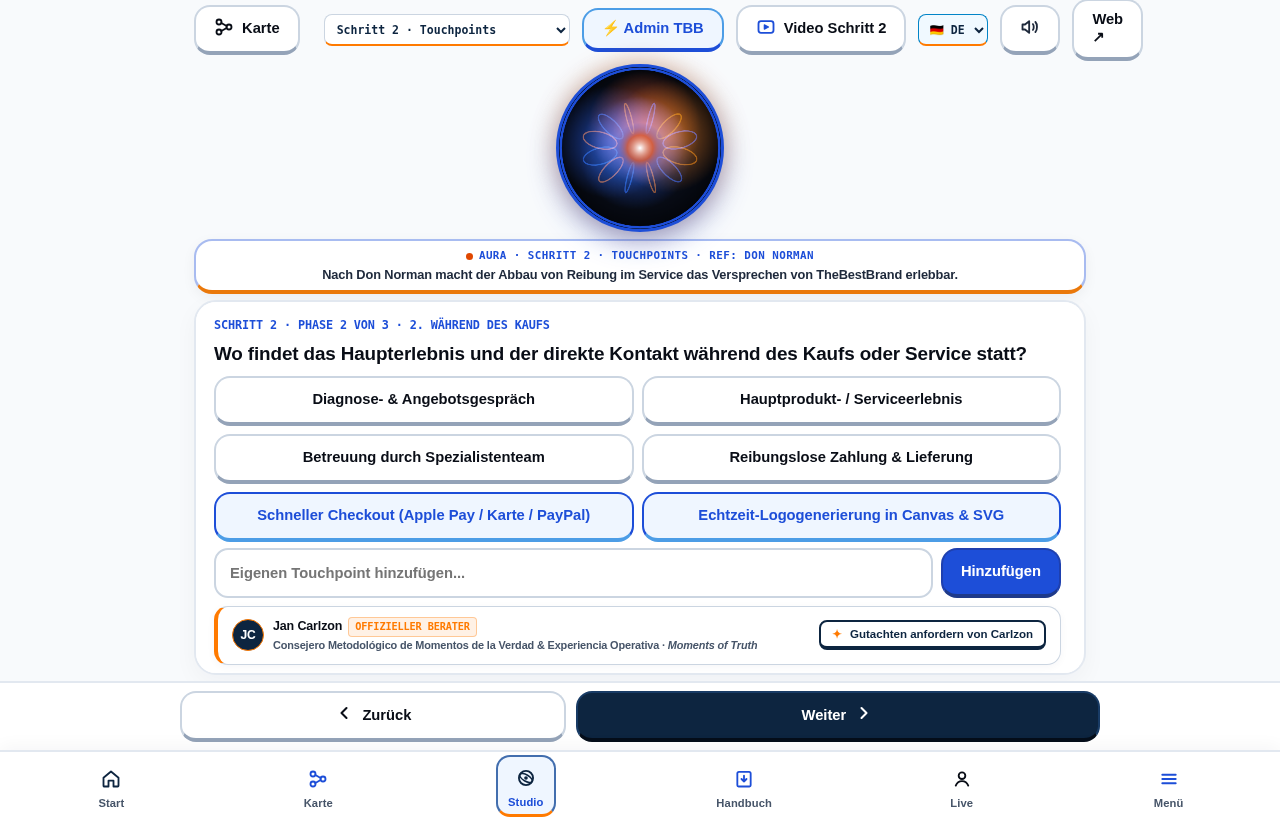 Karte
Schritt 2 · Touchpoints
⚡ Admin TBB
Video Schritt 2
🇩🇪 DE
Web
↗
AURA · SCHRITT 2 · TOUCHPOINTS · REF: DON NORMAN
Nach Don Norman macht der Abbau von Reibung im Service das Versprechen von TheBestBrand erlebbar.
SCHRITT 2 · PHASE 2 VON 3 · 2. WÄHREND DES KAUFS
Wo findet das Haupterlebnis und der direkte Kontakt während des Kaufs oder Service statt?
Diagnose- & Angebotsgespräch
Hauptprodukt- / Serviceerlebnis
Betreuung durch Spezialistenteam
Reibungslose Zahlung & Lieferung
Schneller Checkout (Apple Pay / Karte / PayPal)
Echtzeit-Logogenerierung in Canvas & SVG
Eigenen Touchpoint hinzufügen...
Hinzufügen
JC
Jan Carlzon OFFIZIELLER BERATER
Consejero Metodológico de Momentos de la Verdad & Experiencia Operativa · Moments of Truth
✦ Gutachten anfordern von Carlzon
Zurück
Weiter
Start
Karte
Studio
Handbuch
Live
Menü